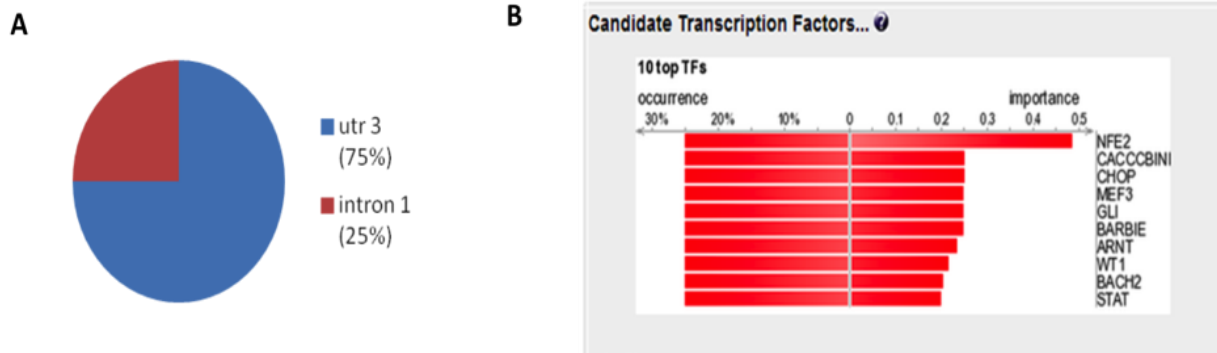 A
utr 3
(75%)
intron 1
(25%)
B
Candidate Transcription Factors... ?
10 top TFs
occurrence importance
30% 20% 10% 0 0.1 0.2 0.3 0.4 0.5
NFE2
CACCCBINI
CHOP
MEF3
GLI
BARBIE
ARNT
WT1
BACH2
STAT